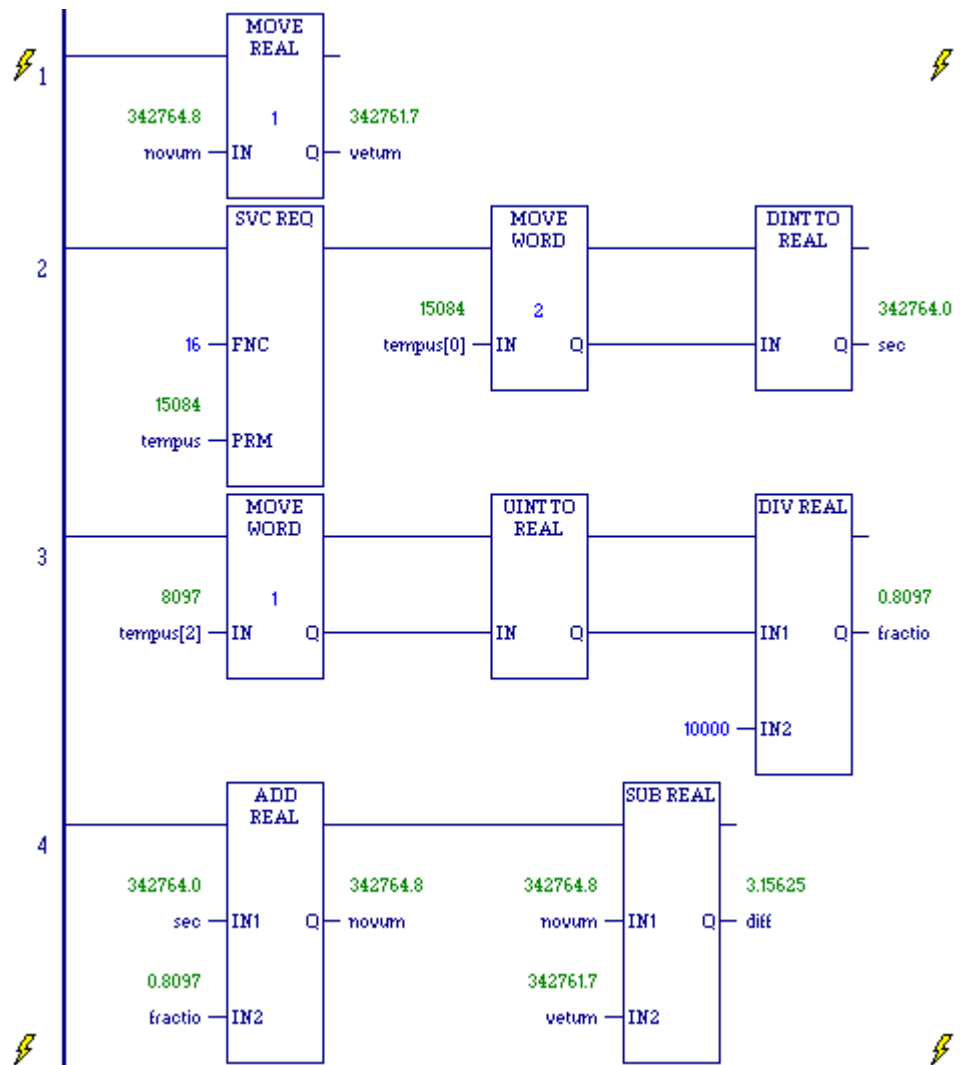 MOVE
REAL
1
342764.8 1 342761.7
novum IN Q vetum
SVC REQ MOVE DINT TO
WORD REAL
2
15084 2 342764.0
16 FNC tempus[0] IN Q IN Q sec
15084
tempus PRM
MOVE UINT TO DIV REAL
WORD REAL
3
8097 1 0.8097
tempus[2] IN Q IN Q IN1 Q fractio
10000 IN2
ADD SUB REAL
REAL
4
342764.0 342764.8 342764.8 3.15625
sec IN1 Q novum novum IN1 Q diff
0.8097 342761.7
fractio IN2 vetum IN2